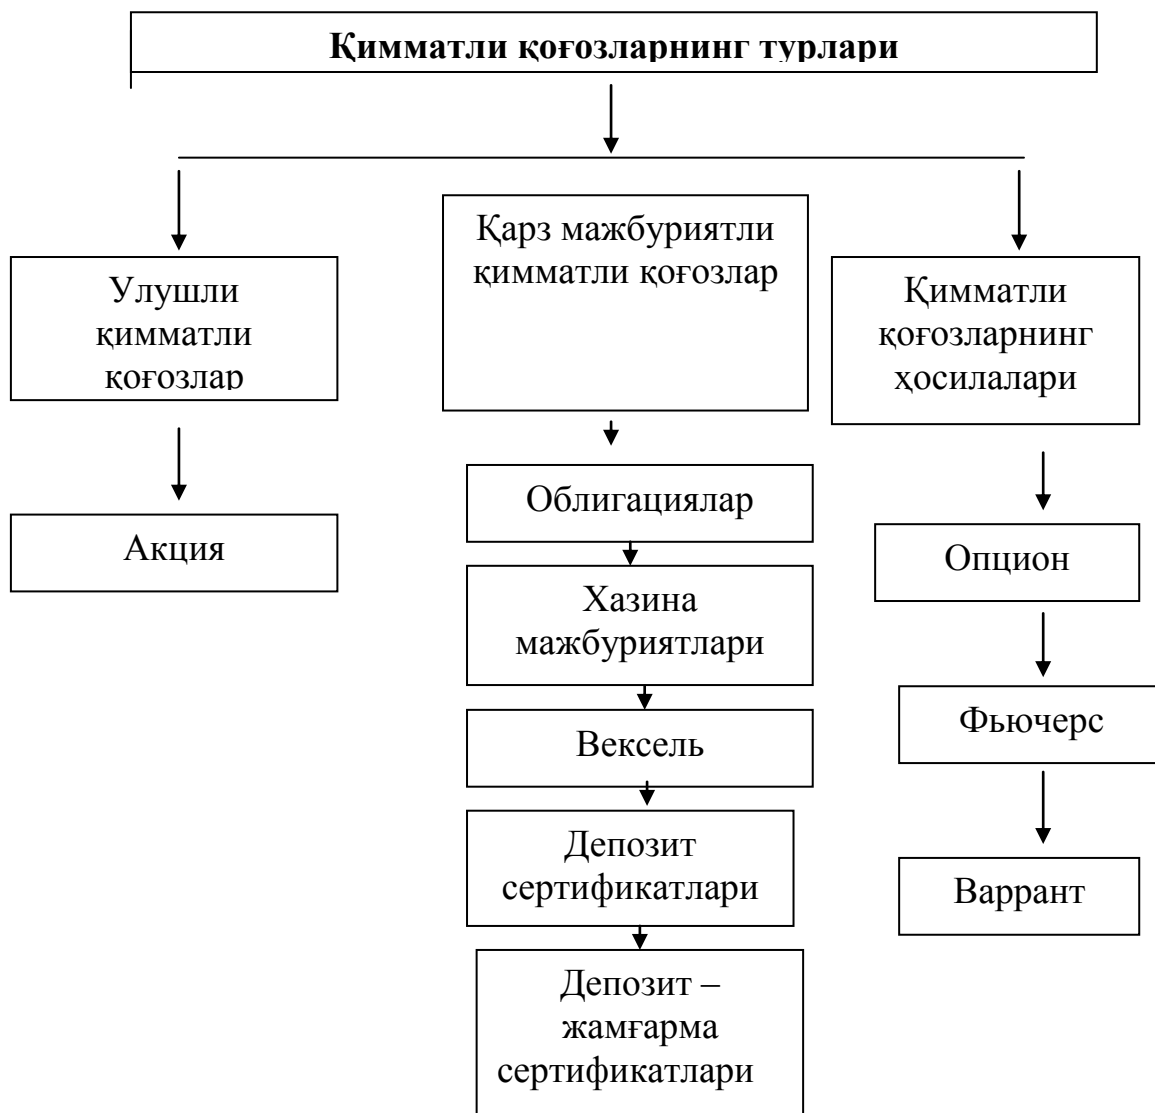 Қимматли қоғозларнинг турлари
Улушли
қимматли
қоғозлар
Акция
Қарз мажбуриятли
қимматли қоғозлар
Облигациялар
Хазина
мажбуриятлари
Вексель
Депозит
сертификатлари
Депозит –
жамғарма
сертификатлари
Қимматли
қоғозларнинг
ҳосилалари
Опцион
Фьючерс
Варрант